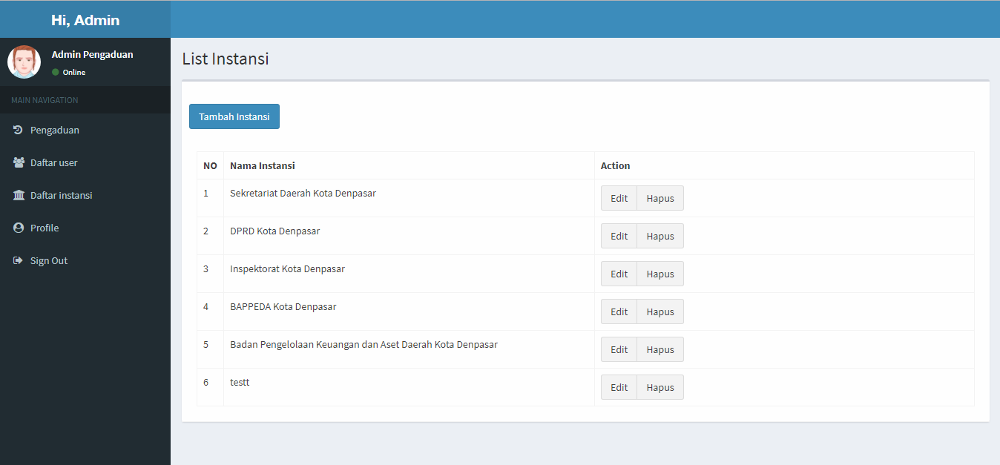 Hi, Admin
Admin Pengaduan
Online
MAIN NAVIGATION
Pengaduan
Daftar user
Daftar instansi
Profile
Sign Out
List Instansi
Tambah Instansi
NO Nama Instansi Action
1 Sekretariat Daerah Kota Denpasar Edit Hapus
2 DPRD Kota Denpasar Edit Hapus
3 Inspektorat Kota Denpasar Edit Hapus
4 BAPPEDA Kota Denpasar Edit Hapus
5 Badan Pengelolaan Keuangan dan Aset Daerah Kota Denpasar Edit Hapus
6 testt Edit Hapus